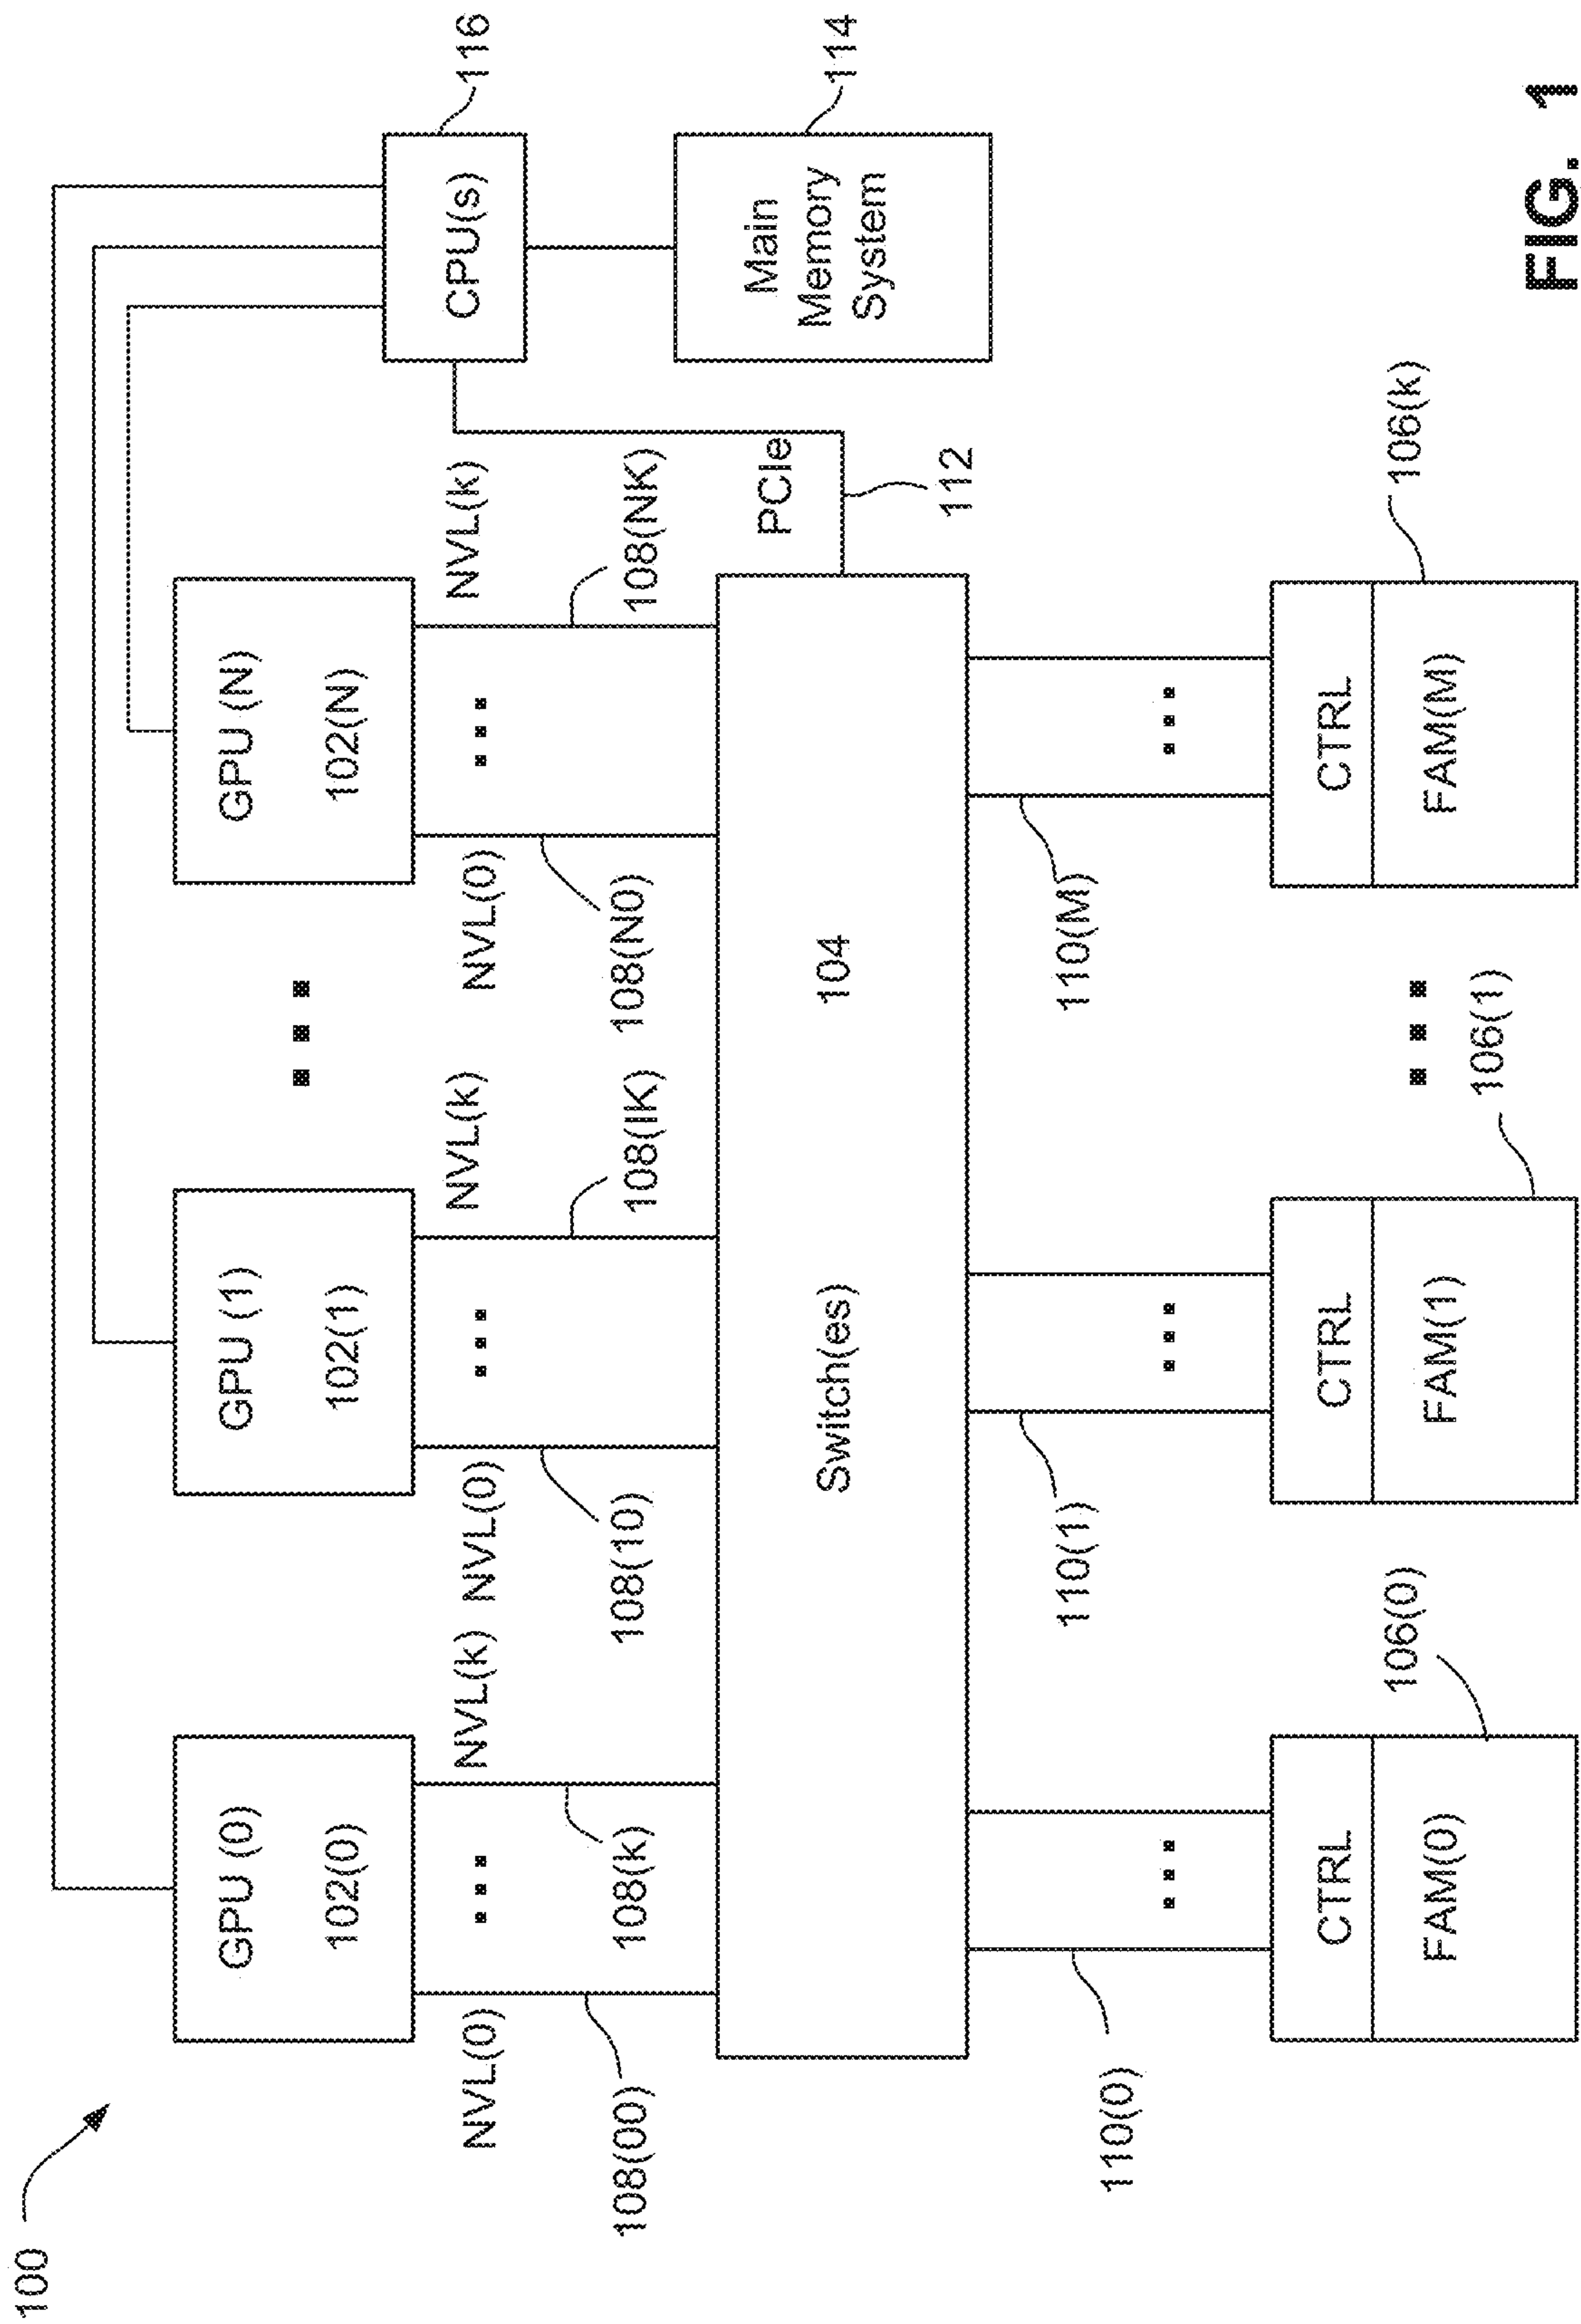 100
GPU (0)
102(0)
GPU (1)
102(1)
GPU (N)
102(N)
CPU(s)
116
NVL(0)
NVL(k)
NVL(0)
NVL(k)
NVL(0)
NVL(k)
108(00)
108(k)
108(10)
108(IK)
108(N0)
108(NK)
Main
Memory
System
114
PCIe
112
Switch(es)
104
110(0)
110(1)
110(M)
CTRL
FAM(0)
106(0)
CTRL
FAM(1)
106(1)
CTRL
FAM(M)
106(k)
FIG. 1